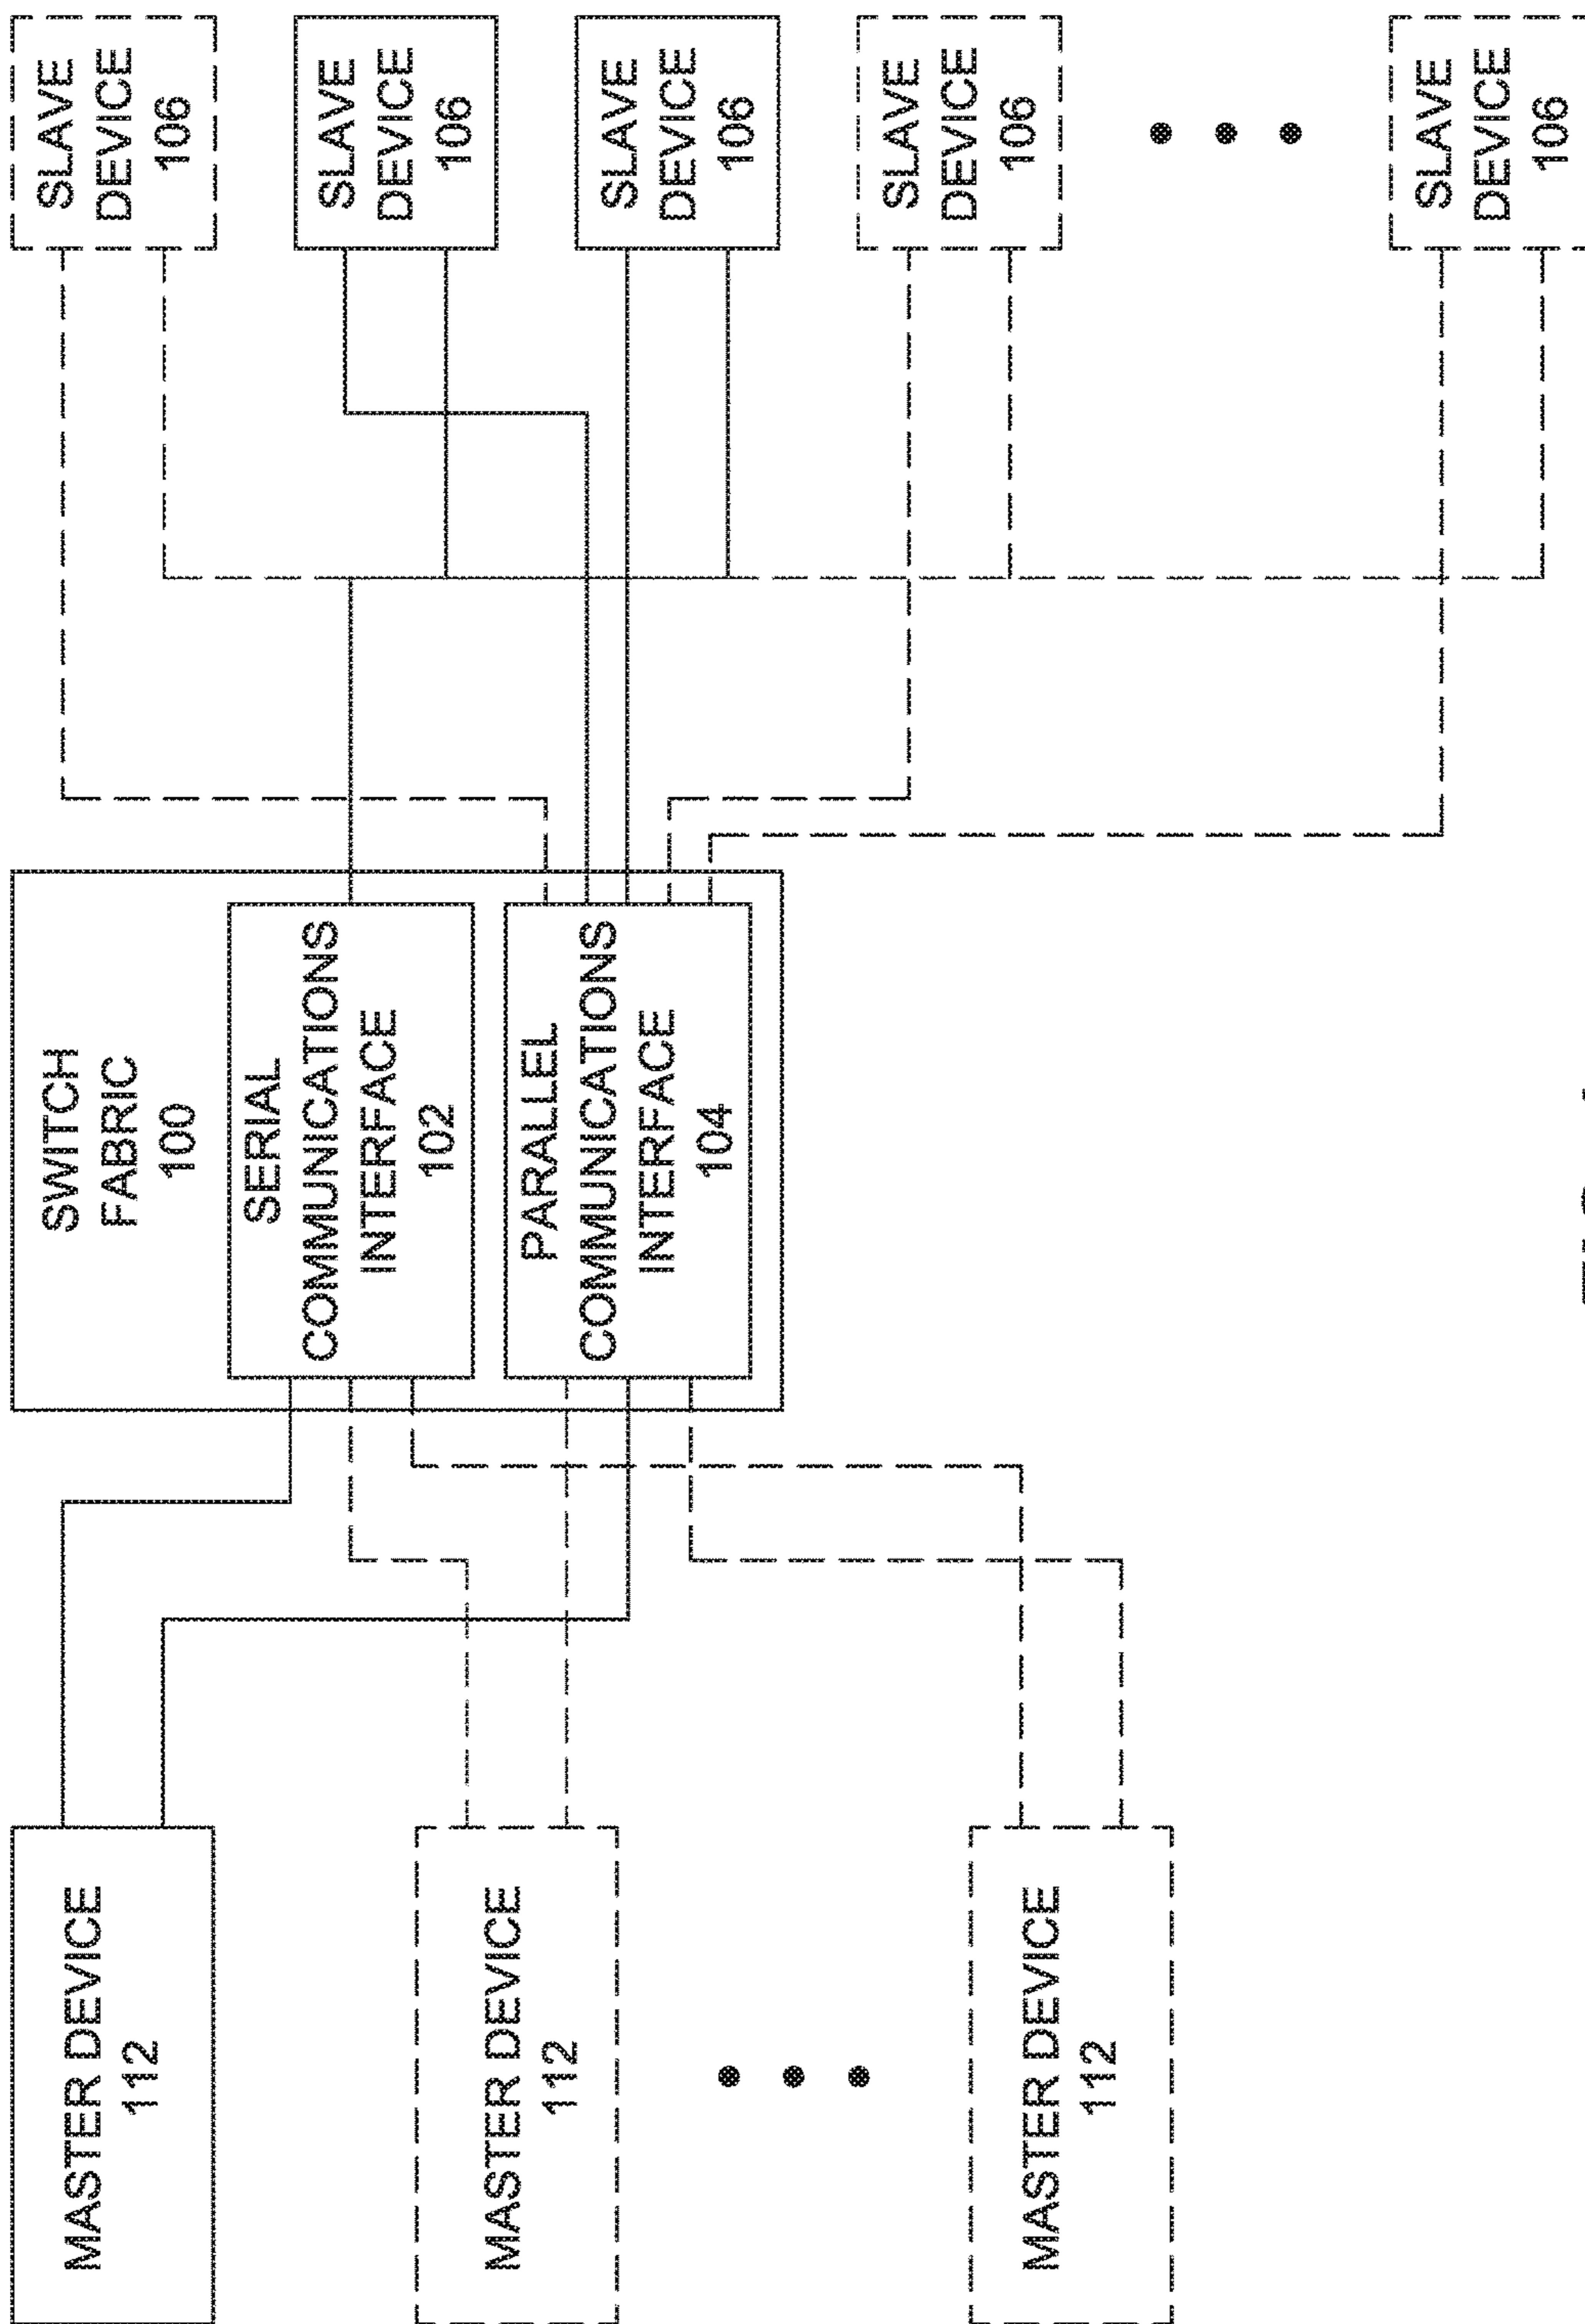 MASTER DEVICE
112
MASTER DEVICE
112
MASTER DEVICE
112
SWITCH
FABRIC
100
SERIAL
COMMUNICATIONS
INTERFACE
102
PARALLEL
COMMUNICATIONS
INTERFACE
104
SLAVE
DEVICE
106
SLAVE
DEVICE
106
SLAVE
DEVICE
106
SLAVE
DEVICE
106
SLAVE
DEVICE
106